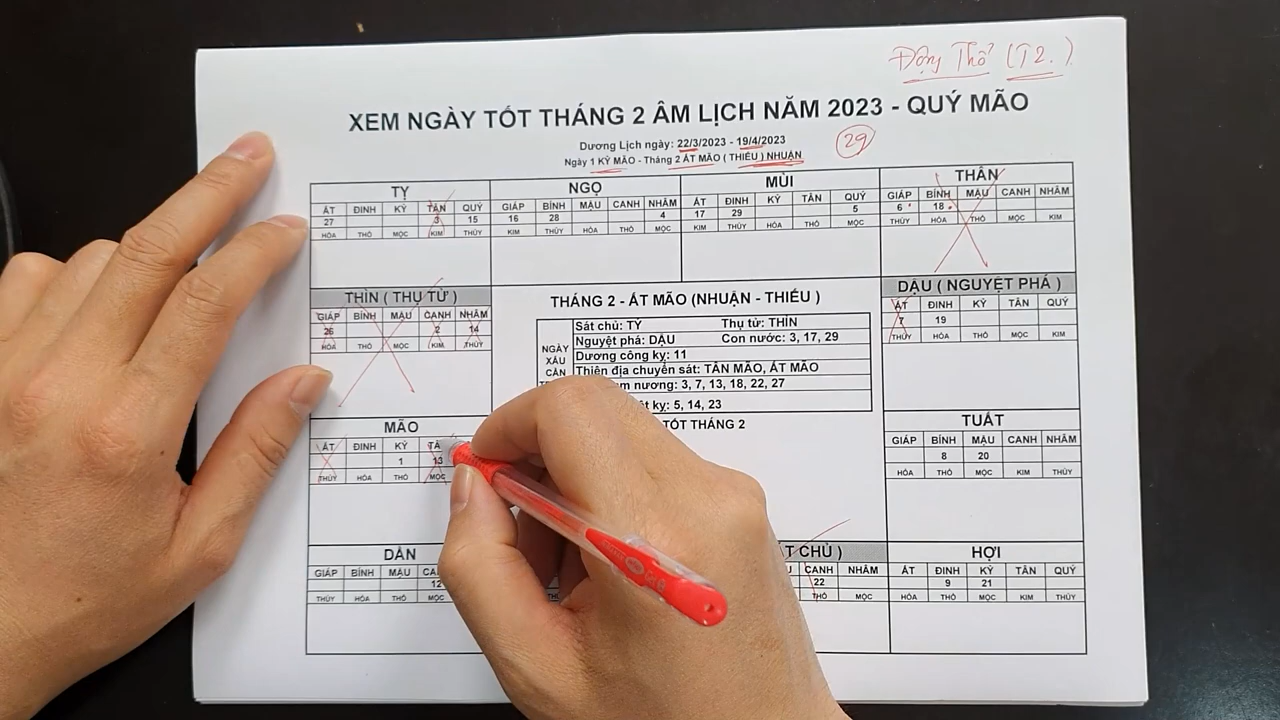 Động Thổ (T2.)
XEM NGÀY TỐT THÁNG 2 ÂM LỊCH NĂM 2023 - QUÝ MÃO
Dương Lịch ngày: 22/3/2023 - 19/4/2023
29
Ngày 1 KỶ MÃO - Tháng 2 ẤT MÃO ( THIẾU ) NHUẬN
TỴ NGỌ MÙI THÂN
ẤT ĐINH KỶ TÂN QUÝ GIÁP BÍNH MẬU CANH NHÂM ẤT ĐINH KỶ TÂN QUÝ GIÁP BÍNH MẬU CANH NHÂM
27 3 15 16 28 4 17 29 5 6 18
HỎA THỔ MỘC KIM THỦY KIM THỦY HỎA THỔ MỘC KIM THỦY HỎA THỔ MỘC THỦY HỎA THỔ MỘC KIM
THÌN ( THỤ TỬ ) THÁNG 2 - ẤT MÃO (NHUẬN - THIẾU ) DẬU ( NGUYỆT PHÁ )
GIÁP BÍNH MẬU CANH NHÂM ẤT ĐINH KỶ TÂN QUÝ
26 2 14 7 19
HỎA THỔ MỘC KIM THỦY THỦY HỎA THỔ MỘC KIM
NGÀY XẤU CẦN
Sát chủ: TÝ Thụ tử: THÌN
Nguyệt phá: DẬU Con nước: 3, 17, 29
Dương công kỵ: 11
Thiên địa chuyển sát: TÂN MÃO, ẤT MÃO
nương: 3, 7, 13, 18, 22, 27
kỵ: 5, 14, 23
TỐT THÁNG 2
MÃO TUẤT
ẤT ĐINH KỶ GIÁP BÍNH MẬU CANH NHÂM
1 13 8 20
THỦY HỎA THỔ MỘC HỎA THỔ MỘC KIM THỦY
DẦN CHỦ ) HỢI
GIÁP BÍNH MẬU CANH NHÂM ẤT ĐINH KỶ TÂN QUÝ
12 22 9 21
THỦY HỎA THỔ MỘC THỔ MỘC HỎA THỔ MỘC KIM THỦY